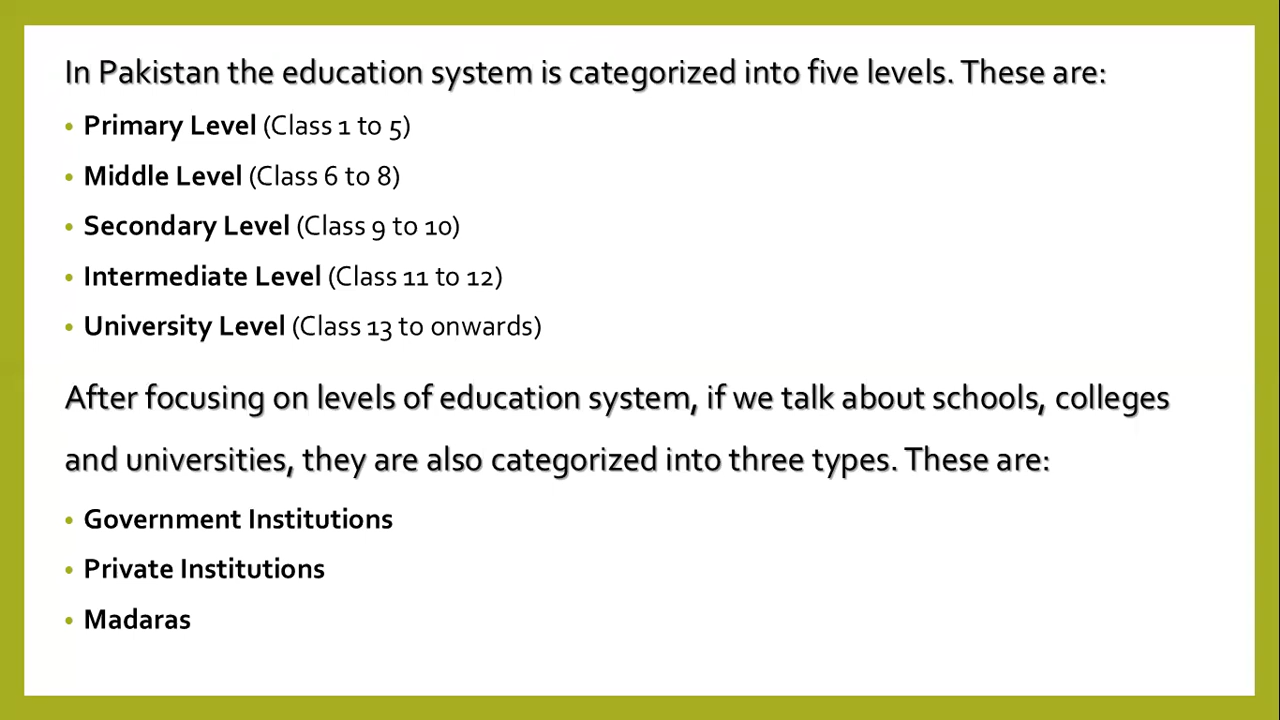 In Pakistan the education system is categorized into five levels. These are:
• Primary Level (Class 1 to 5)
• Middle Level (Class 6 to 8)
• Secondary Level (Class 9 to 10)
• Intermediate Level (Class 11 to 12)
• University Level (Class 13 to onwards)
After focusing on levels of education system, if we talk about schools, colleges
and universities, they are also categorized into three types. These are:
• Government Institutions
• Private Institutions
• Madaras